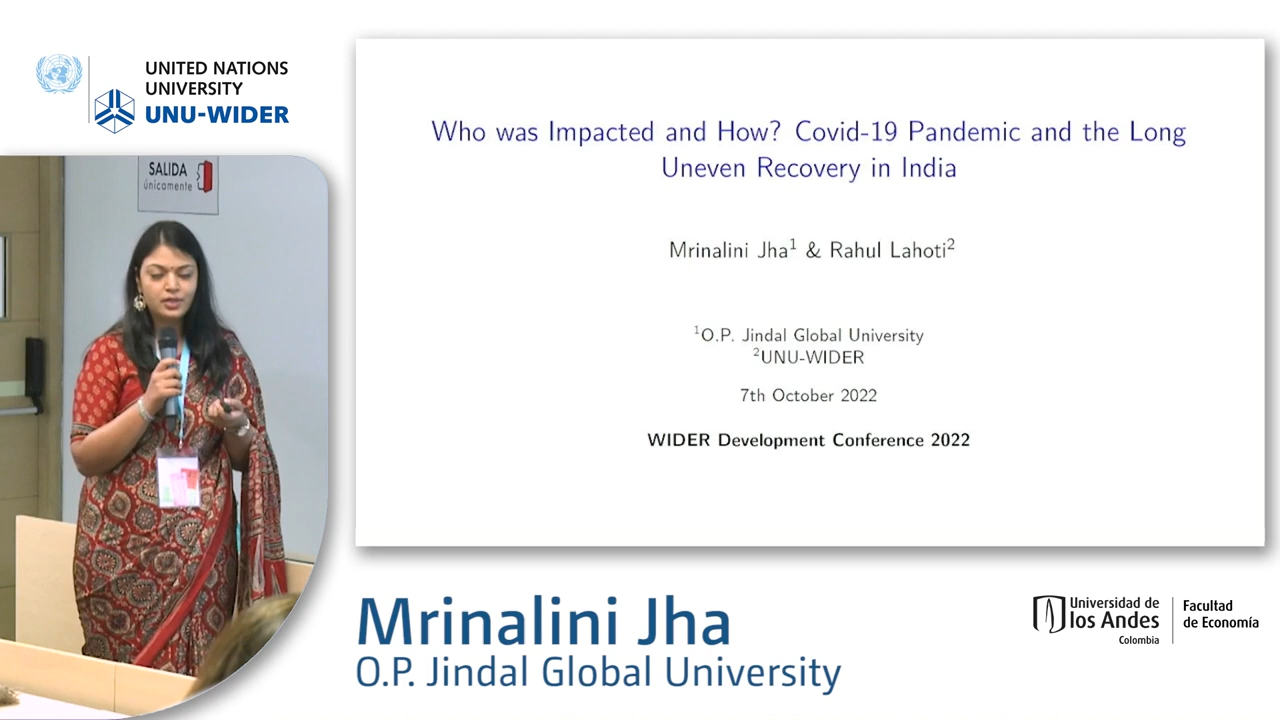 UNITED NATIONS
UNIVERSITY
UNU-WIDER
SALIDA
únicamente
Who was Impacted and How? Covid-19 Pandemic and the Long
Uneven Recovery in India
Mrinalini Jha¹ & Rahul Lahoti²
¹O.P. Jindal Global University
²UNU-WIDER
7th October 2022
WIDER Development Conference 2022
Mrinalini Jha
O.P. Jindal Global University
Universidad de
los Andes
Colombia
Facultad
de Economía